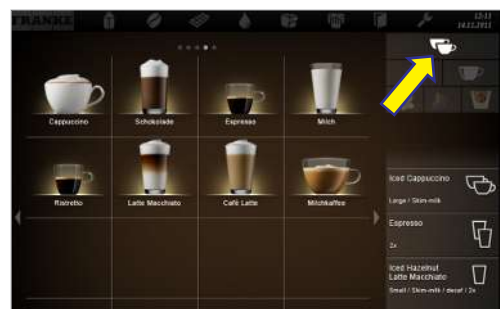 FRANKE
12:11
14.11.2011
Cappuccino
Schokolade
Espresso
Milch
Ristretto
Latte Macchiato
Café Latte
Milchkaffee
Iced Cappuccino
Large / Skim-milk
Espresso
2x
Iced Hazelnut
Latte Macchiato
Small / Skim-milk / decaf / 2x